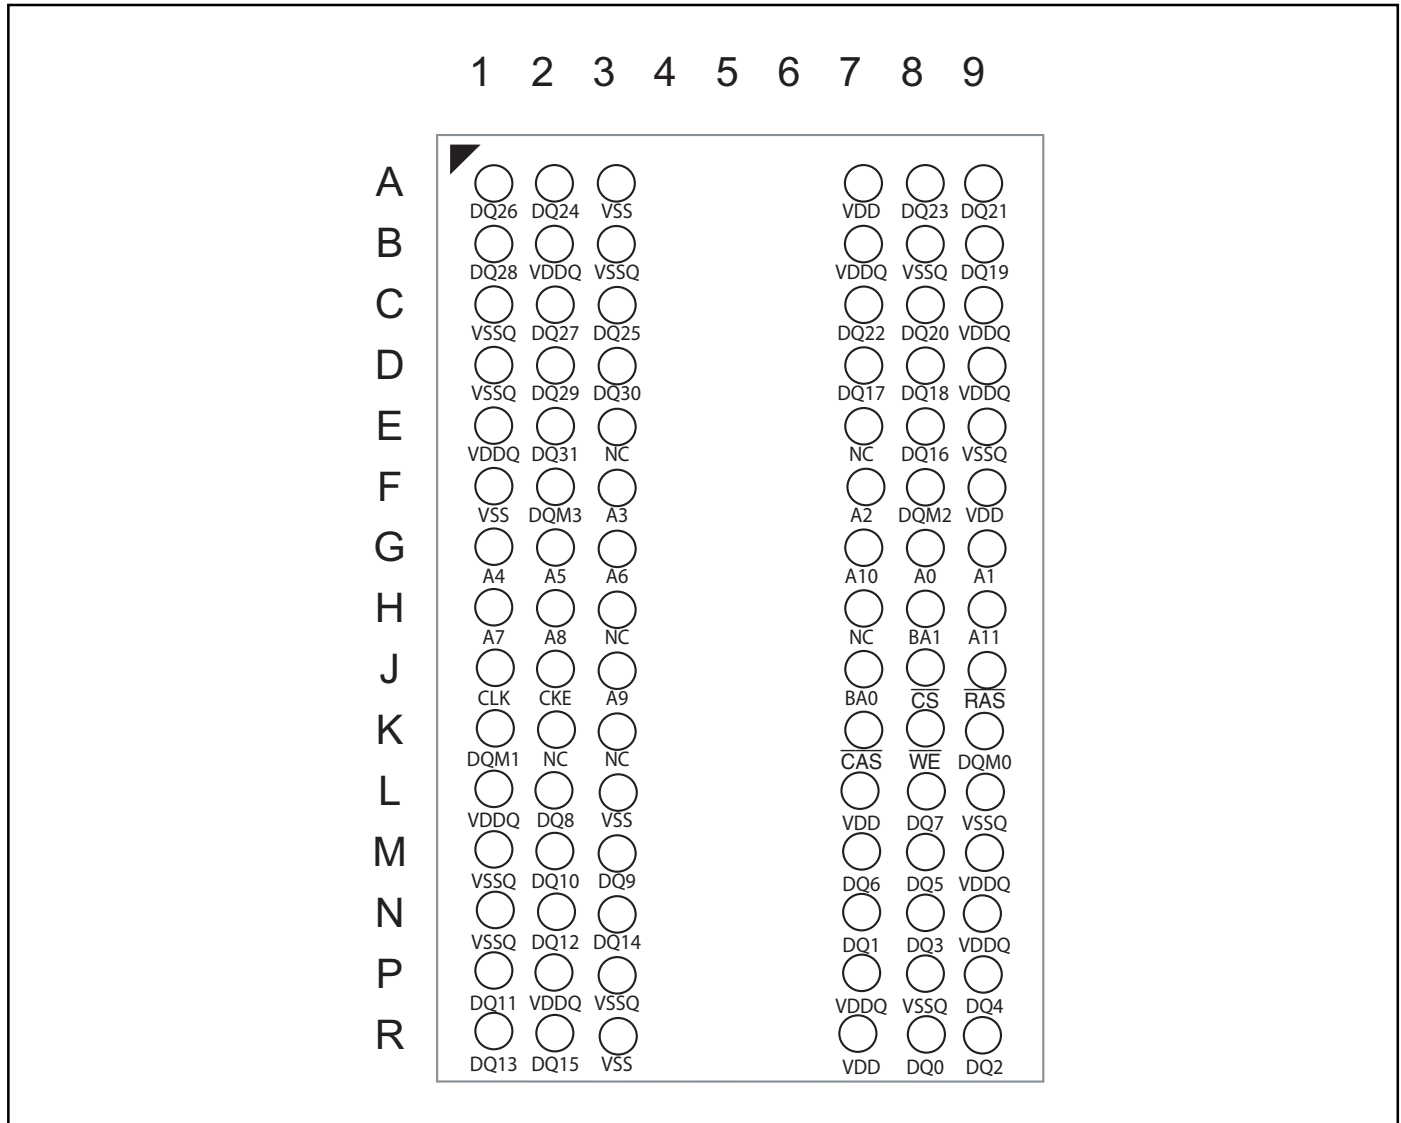 1 2 3 4 5 6 7 8 9
A
DQ26 DQ24 VSS VDD DQ23 DQ21
B
DQ28 VDDQ VSSQ VDDQ VSSQ DQ19
C
VSSQ DQ27 DQ25 DQ22 DQ20 VDDQ
D
VSSQ DQ29 DQ30 DQ17 DQ18 VDDQ
E
VDDQ DQ31 NC NC DQ16 VSSQ
F
VSS DQM3 A3 A2 DQM2 VDD
G
A4 A5 A6 A10 A0 A1
H
A7 A8 NC NC BA1 A11
J
CLK CKE A9 BA0 C̅S̅ R̅A̅S̅
K
DQM1 NC NC C̅A̅S̅ W̅E̅ DQM0
L
VDDQ DQ8 VSS VDD DQ7 VSSQ
M
VSSQ DQ10 DQ9 DQ6 DQ5 VDDQ
N
VSSQ DQ12 DQ14 DQ1 DQ3 VDDQ
P
DQ11 VDDQ VSSQ VDDQ VSSQ DQ4
R
DQ13 DQ15 VSS VDD DQ0 DQ2